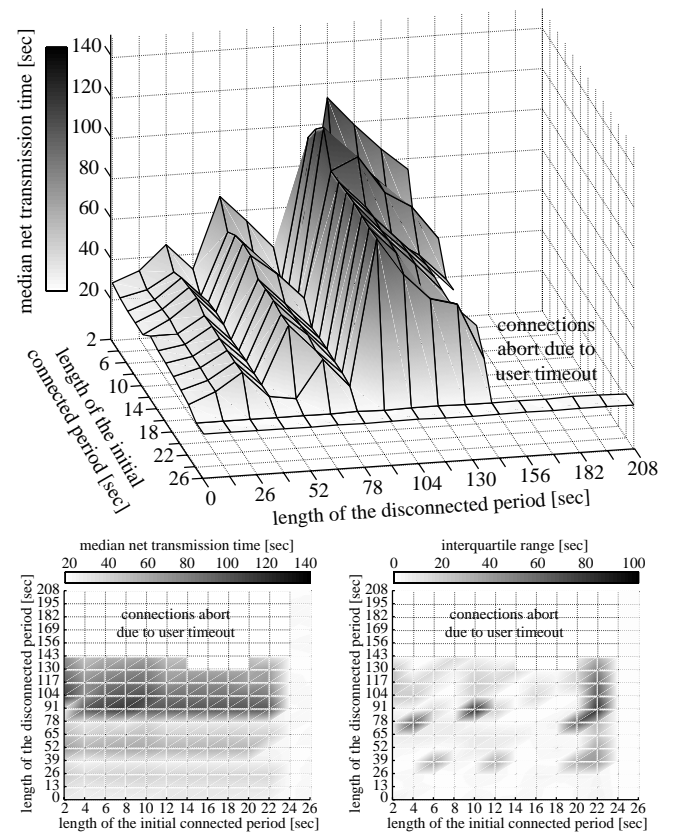 median net transmission time [sec]
140
120
100
80
60
40
20
2
6
10
14
18
22
26
length of the initial
connected period [sec]
0
26
52
78
104
130
156
182
208
length of the disconnected period [sec]
connections
abort due to
user timeout
median net transmission time [sec]
20 40 60 80 100 120 140
length of the disconnected period [sec]
208
195
182
169
156
143
130
117
104
91
78
65
52
39
26
13
0
connections abort
due to user timeout
2 4 6 8 10 12 14 16 18 20 22 24 26
length of the initial connected period [sec]
interquartile range [sec]
0 20 40 60 80 100
length of the disconnected period [sec]
208
195
182
169
156
143
130
117
104
91
78
65
52
39
26
13
0
connections abort
due to user timeout
2 4 6 8 10 12 14 16 18 20 22 24 26
length of the initial connected period [sec]